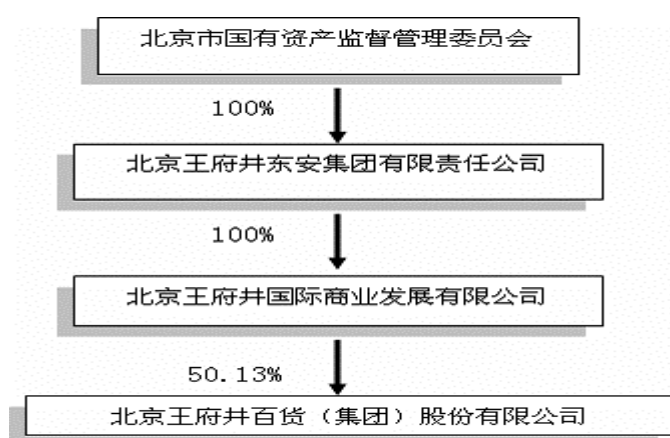 北京市国有资产监督管理委员会
100%
北京王府井东安集团有限责任公司
100%
北京王府井国际商业发展有限公司
50.13%
北京王府井百货（集团）股份有限公司